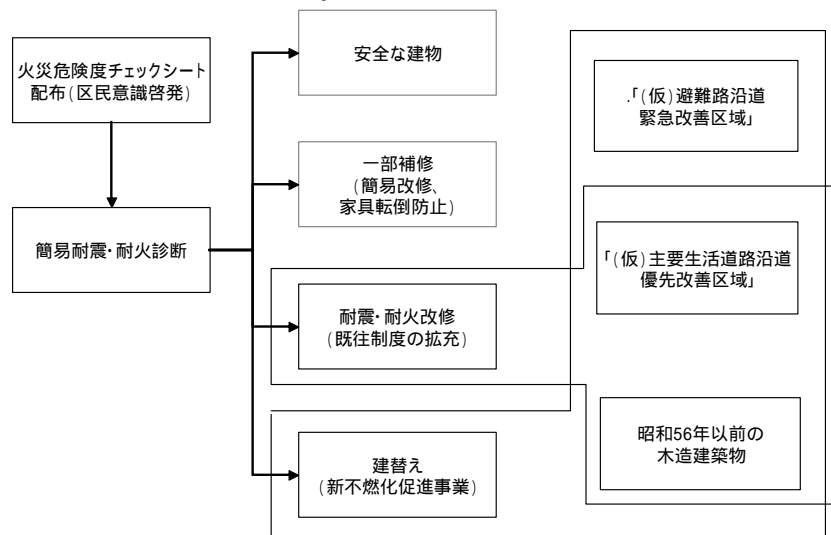 火災危険度チェックシート
配布(区民意識啓発)
簡易耐震・耐火診断
安全な建物
一部補修
(簡易改修、
家具転倒防止)
耐震・耐火改修
(既往制度の拡充)
建替え
(新不燃化促進事業)
.「(仮)避難路沿道
緊急改善区域」
「(仮)主要生活道路沿道
優先改善区域」
昭和56年以前の
木造建築物